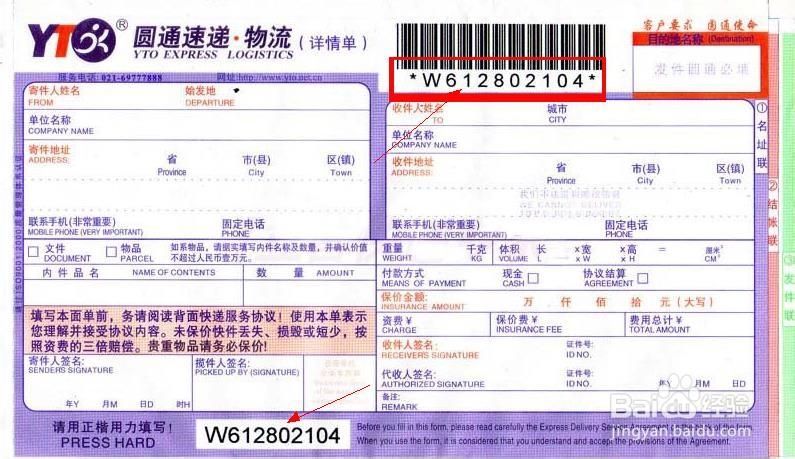 YTO ® 圆通速递·物流 (详情单)
YTO EXPRESS LOGISTICS
服务电话: 021-69777888 网址:http://www.yto.net.cn
*W612802104*
客户要求 圆通使命
目的地名称(Destination)
发件圆通必填
寄件人姓名 始发地
FROM DEPARTURE
单位名称
COMPANY NAME
寄件地址 省 市(县) 区(镇)
ADDRESS: Province City Town
联系手机(非常重要) 固定电话
MOBILE PHONE (VERY IMPORTANT) PHONE
收件人姓名 城市
TO CITY
单位名称
COMPANY NAME
收件地址 省 市(县) 区(镇)
ADDRESS: Province City Town
联系手机(非常重要) 固定电话
MOBILE PHONE (VERY IMPORTANT) PHONE
①名址联
②结帐联
③
文件 物品 如系物品,请据实填写内件名称及数量,并确认价值
DOCUMENT PARCEL 不超过人民币壹万元。
内件品名 NAME OF CONTENTS 数量 AMOUNT
填写本面单前,务请阅读背面快递服务协议!使用本单表示
您理解并接受协议内容。未保价快件丢失、损毁或短少,按
照资费的三倍赔偿。贵重物品请务必保价!
寄件人签名: 揽件人签名:
SENDERS SIGNATURE PICKED UP BY (SIGNATURE)
年Y 月M 日D 时H
重量 千克 体积 长 ×宽 ×高 = 厘米³
WEIGHT KG VOLUME L ×W ×H CM³
付款方式 现金 协议结算
MEANS OF PAYMENT CASH AGREEMENT
保价金额 万 仟 佰 拾元(大写)
INSURANCE AMOUNT
资费¥ 保价费¥ 费用总计¥
CHARGE INSURANCE FEE TOTAL AMOUNT
收件人签名: 证件号:
RECEIVERS SIGNATURE ID NO.
代收人签名: 证件号:
AUTHORIZED SIGNATURE ID NO.
备注: 年Y 月M 日D
REMARK
请用正楷用力填写!
PRESS HARD
W612802104
Before you fill in this form, please read carefully the Express Delivery Service Agreement
When you use the form, it is considered that you understand and accept the provisions of the Agreement.
Baidu 经验
jingyan.baidu.com